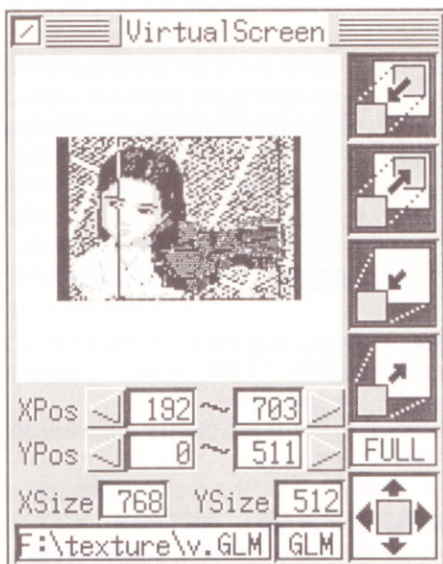 VirtualScreen
XPos 192 ~ 703
YPos 0 ~ 511
FULL
XSize 768 YSize 512
F:\texture\v.GLM GLM